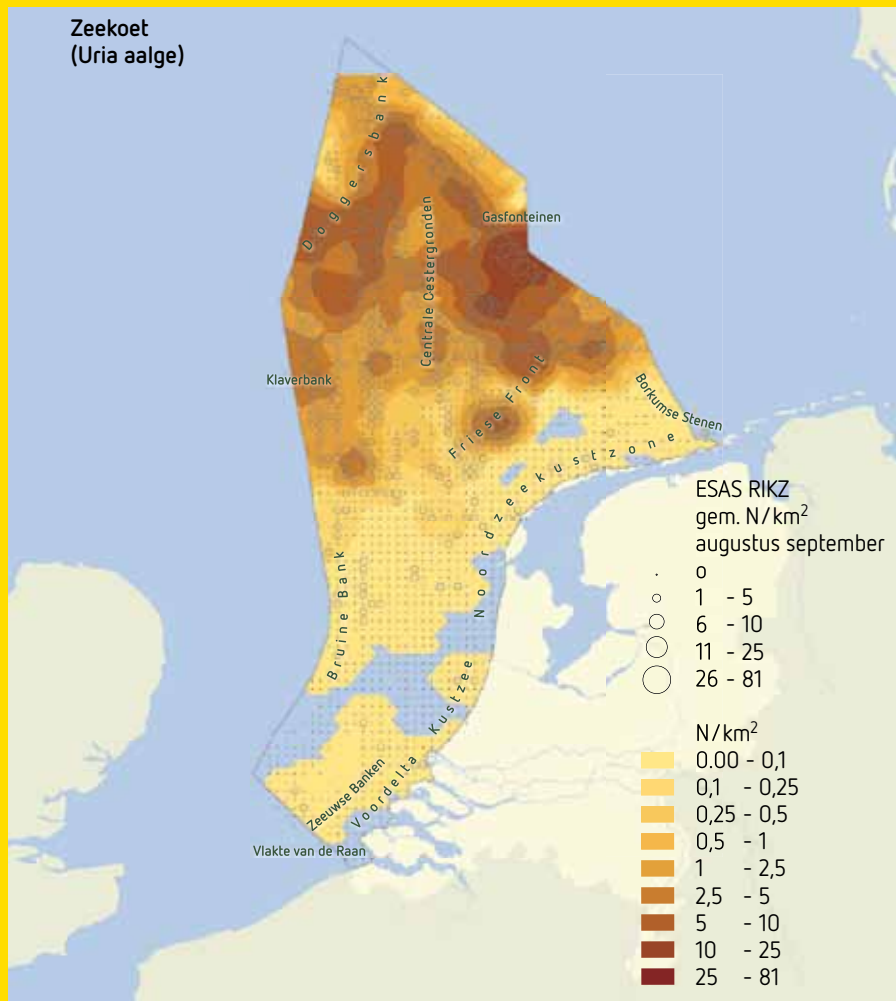 Zeekoet
(Uria aalge)
Doggersbank
Gasfonteinen
Centrale Oestergronden
Klaverbank
Friese Front
Borkumse Stenen
Noordzeekustzone
Bruine Bank
Kustzee
Zeeuwse Banken
Voordelta
Vlakte van de Raan
ESAS RIKZ
gem. N/km²
augustus september
0
1 - 5
6 - 10
11 - 25
26 - 81
N/km²
0.00 - 0,1
0,1 - 0,25
0,25 - 0,5
0,5 - 1
1 - 2,5
2,5 - 5
5 - 10
10 - 25
25 - 81